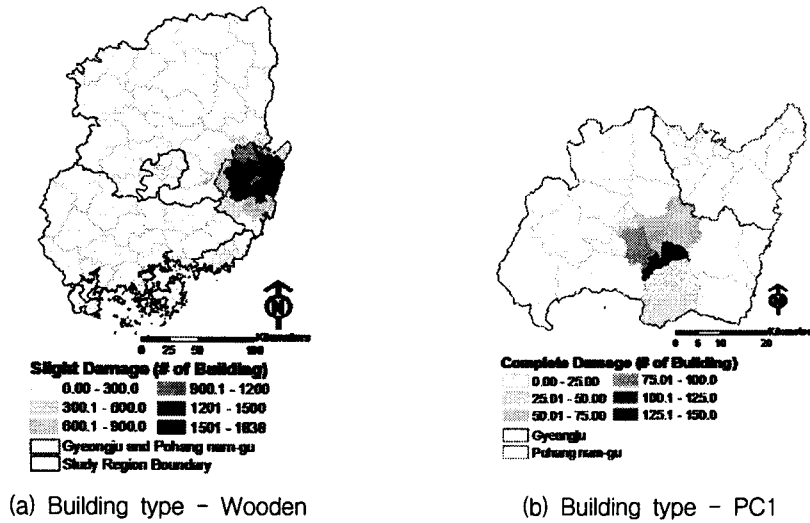 N
Kilometers
0 25 50 100
Slight Damage (# of Building)
0.00 - 300.0
300.1 - 600.0
600.1 - 900.0
900.1 - 1200
1201 - 1500
1501 - 1838
Gyeongju and Pohang nam-gu
Study Region Boundary
(a) Building type - Wooden
Kilometers
0 5 10 20
Complete Damage (# of Building)
0.00 - 25.00
25.01 - 50.00
50.01 - 75.00
75.01 - 100.0
100.1 - 125.0
125.1 - 150.0
Gyeongju
Pohang nam-gu
(b) Building type - PC1